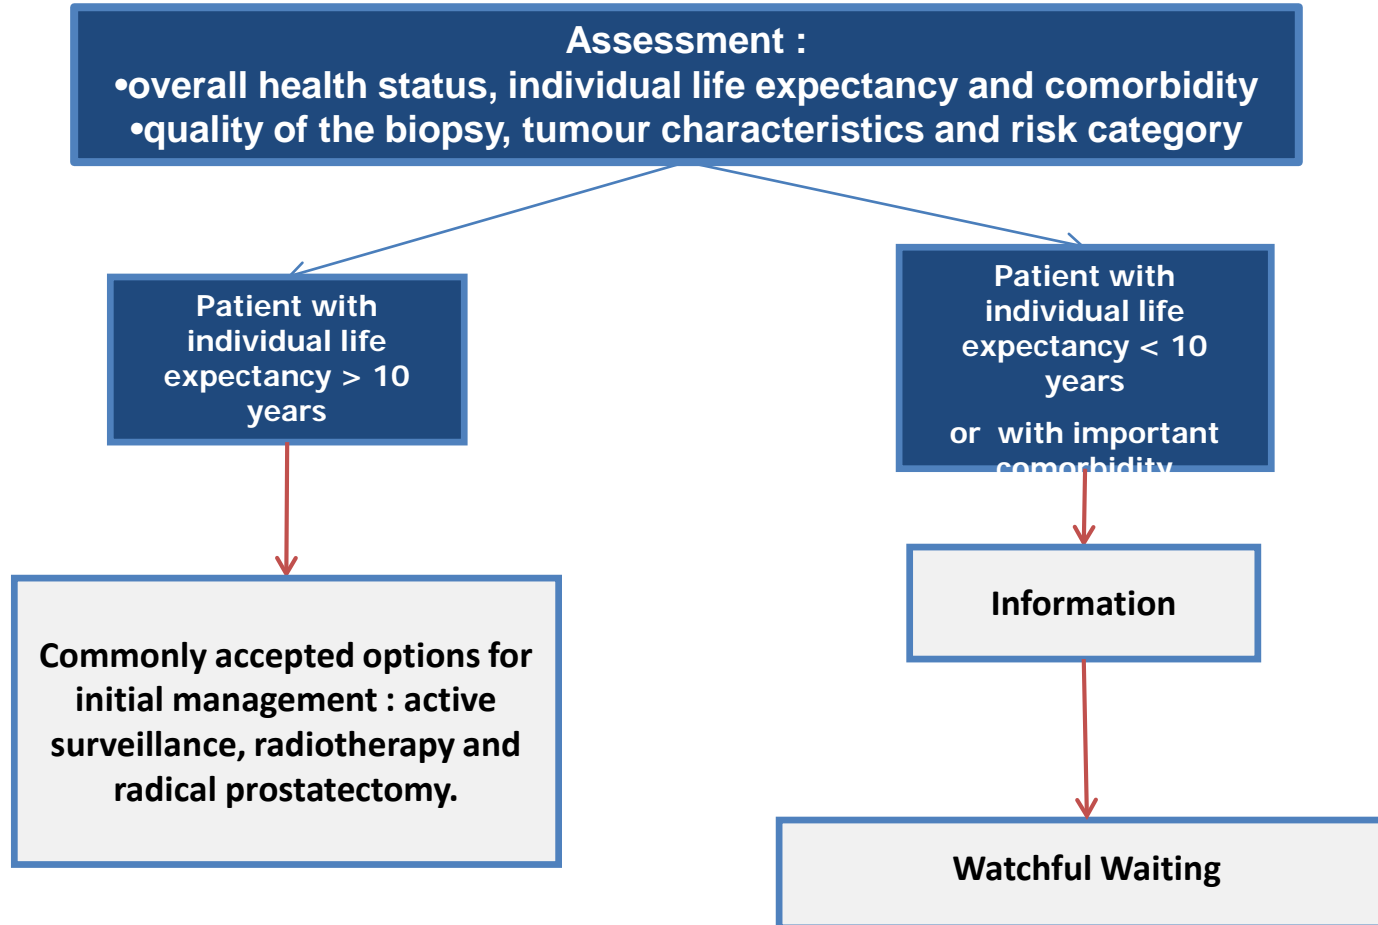 Assessment :
•overall health status, individual life expectancy and comorbidity
•quality of the biopsy, tumour characteristics and risk category
Patient with
individual life
expectancy > 10
years
Patient with
individual life
expectancy < 10
years
or with important
comorbidity
Commonly accepted options for
initial management : active
surveillance, radiotherapy and
radical prostatectomy.
Information
Watchful Waiting